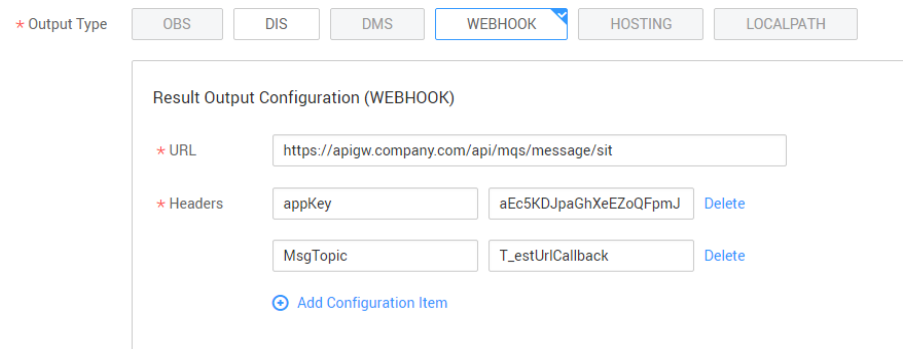 * Output Type OBS DIS DMS WEBHOOK HOSTING LOCALPATH
Result Output Configuration (WEBHOOK)
* URL https://apigw.company.com/api/mqs/message/sit
* Headers appKey aEc5KDJpaGhXeEZoQFpmJ Delete
MsgTopic T_estUrlCallback Delete
Add Configuration Item